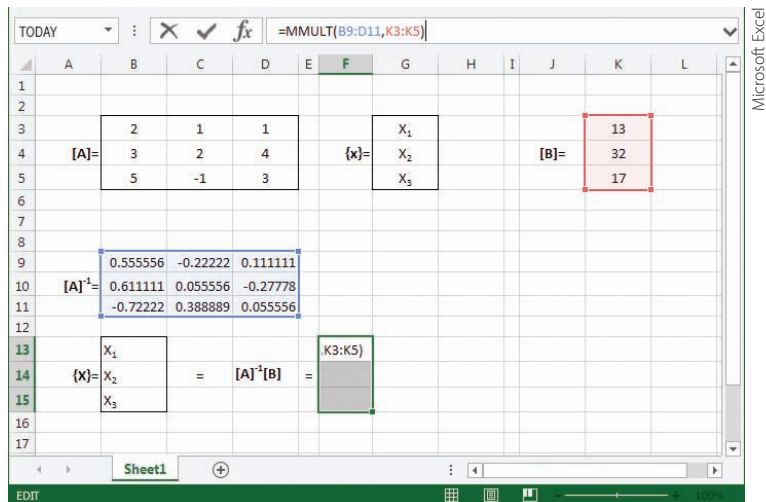 TODAY =MMULT(B9:D11,K3:K5)
A B C D E F G H I J K L
1
2
3 2 1 1 X1 13
4 [A]= 3 2 4 {x}= X2 [B]= 32
5 5 -1 3 X3 17
6
7
8
9 0.555556 -0.22222 0.111111
10 [A]-1= 0.611111 0.055556 -0.27778
11 -0.72222 0.388889 0.055556
12
13 X1 .K3:K5)
14 {X}= X2 = [A]-1[B] =
15 X3
16
17
Sheet1
EDIT 100%
Microsoft Excel